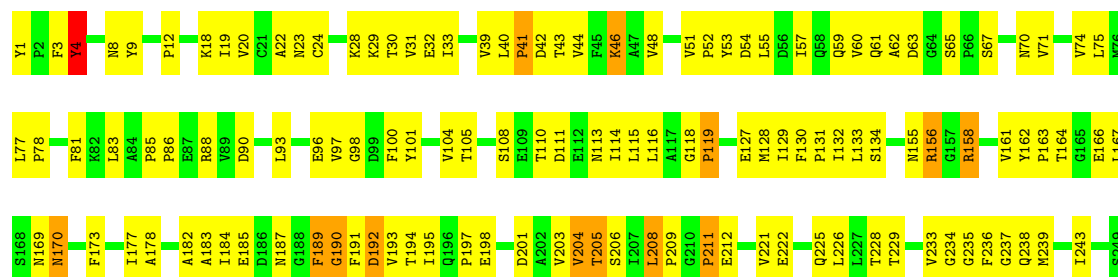 Y1 P2 F3 Y4 N8 Y9 P12 K18 I19 V20 C21 A22 N23 C24 K28 K29 T30 V31 E32 I33 V39 L40 P41 D42 T43 V44 F45 K46 A47 V48 V51 P52 Y53 D54 L55 D56 I57 Q58 Q59 V60 Q61 A62 D63 G64 S65 P66 S67 N70 V71 V74 L75 M76
L77 P78 F81 K82 L83 A84 P85 P86 E87 R88 V89 D90 L93 E96 V97 G98 D99 F100 Y101 V104 T105 S108 E109 T110 D111 E112 N113 I114 L115 L116 A117 G118 P119 E127 M128 I129 F130 P131 I132 L133 S134 N155 R156 G157 R158 V161 Y162 P163 T164 G165 E166 L167
S168 N169 N170 F173 I177 A178 A182 A183 I184 E185 D186 N187 G188 F189 G190 F191 D192 V193 T194 I195 Q196 P197 E198 D201 A202 V203 V204 T205 S206 I207 L208 P209 G210 P211 E212 V221 E222 Q225 L226 L227 T228 T229 V233 G234 G235 F236 G237 Q238 M239 I243